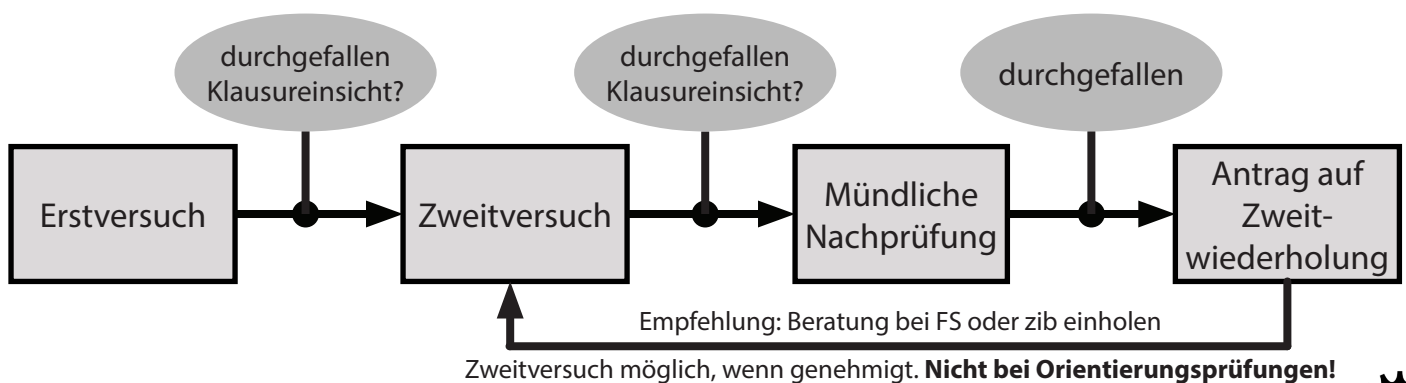 durchgefallen
Klausureinsicht?
durchgefallen
Klausureinsicht?
durchgefallen
Erstversuch
Zweitversuch
Mündliche
Nachprüfung
Antrag auf
Zweit-
wiederholung
Empfehlung: Beratung bei FS oder zib einholen
Zweitversuch möglich, wenn genehmigt. Nicht bei Orientierungsprüfungen!